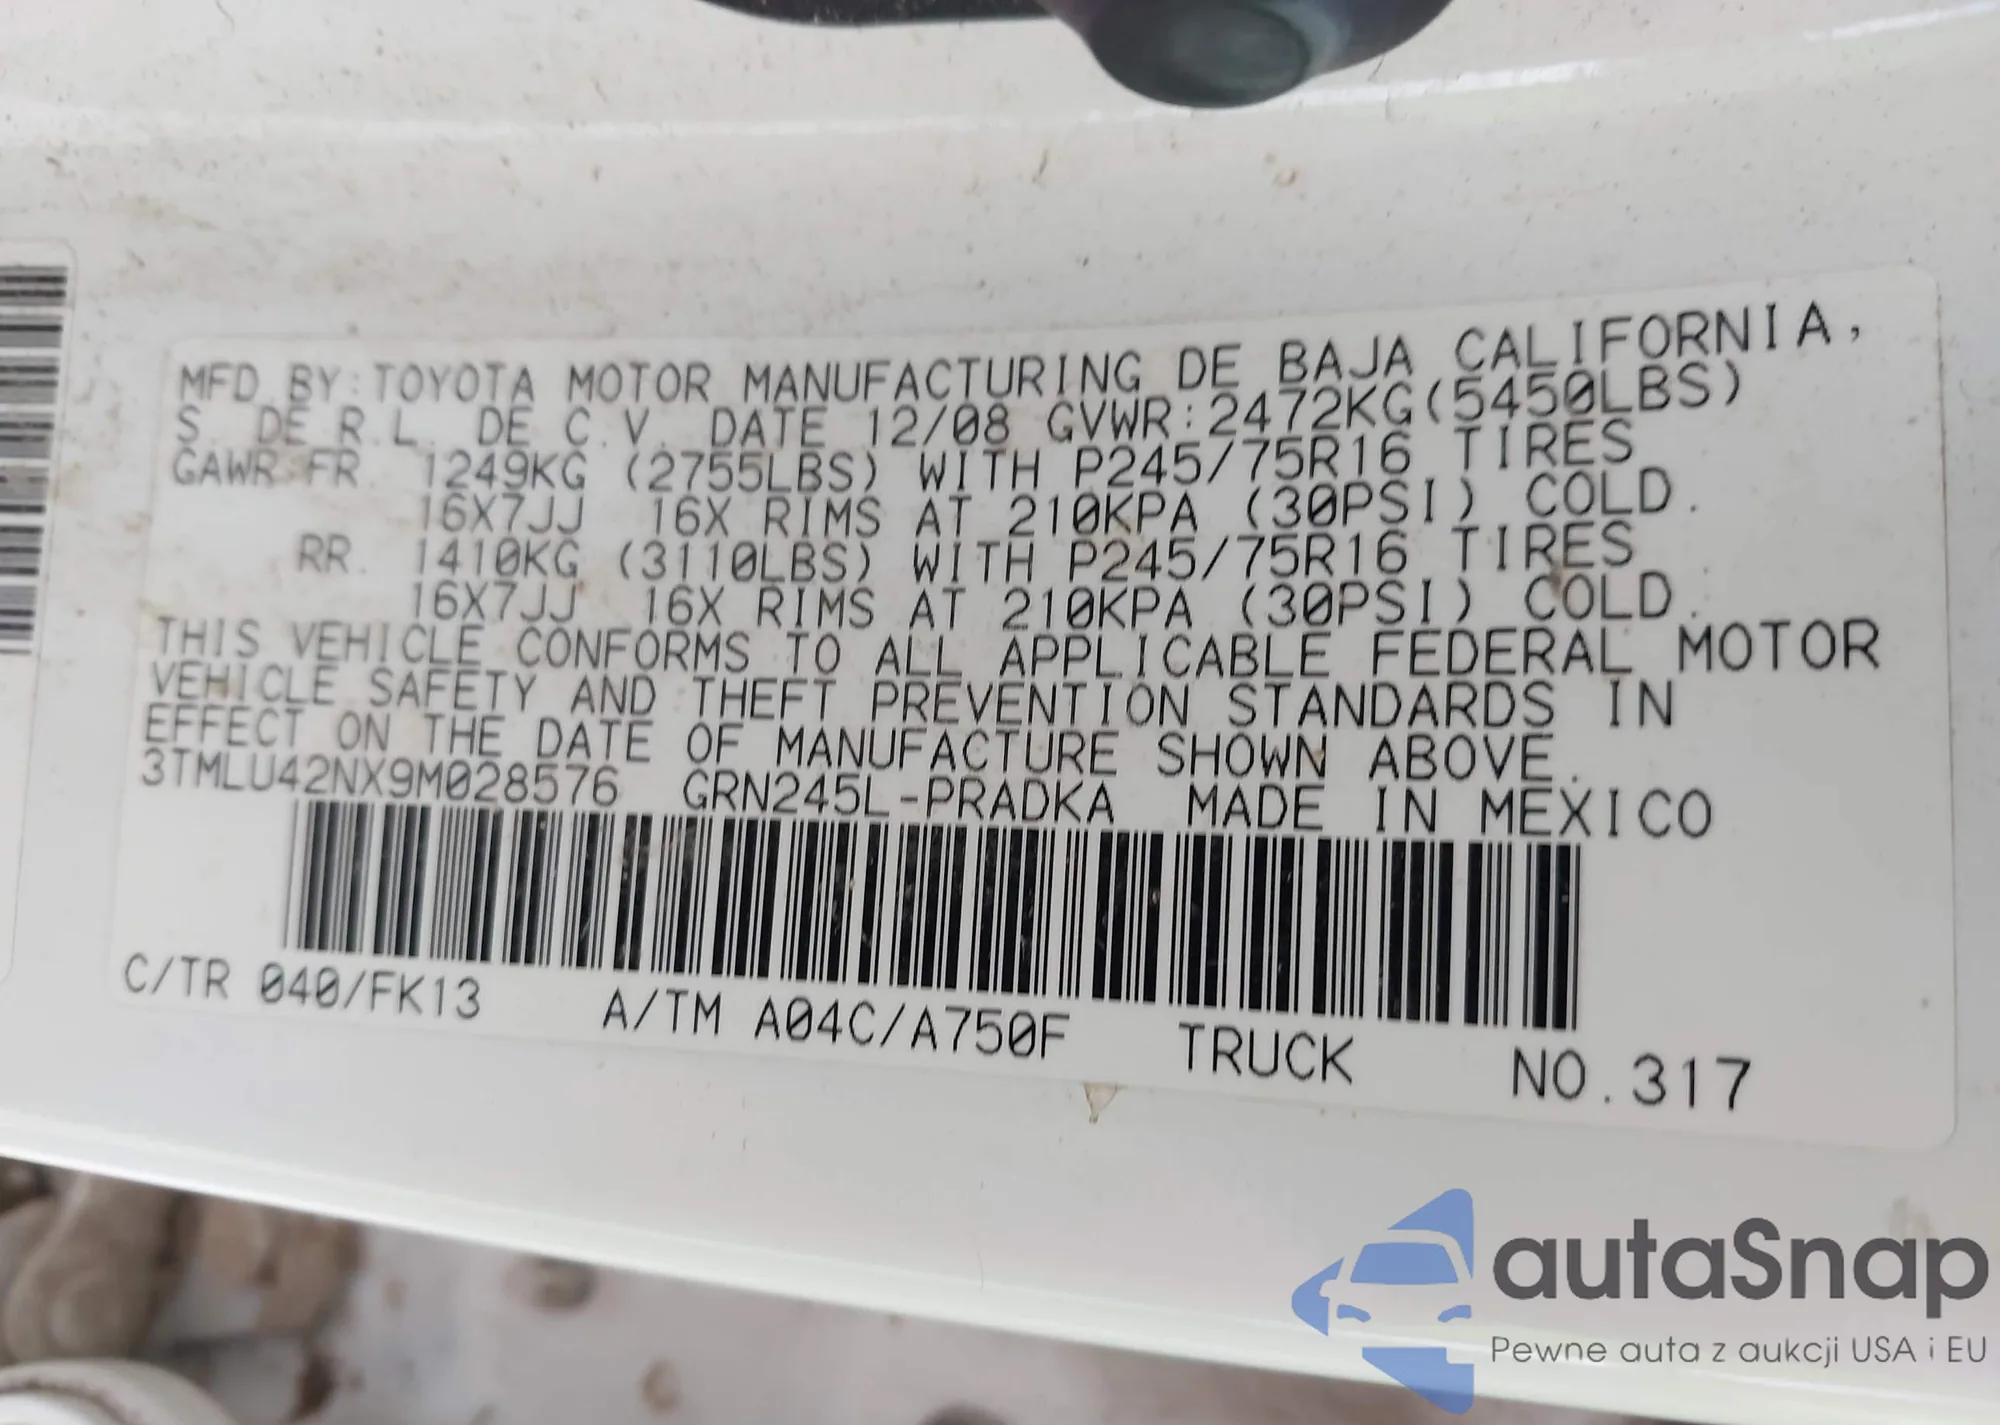 MFD.BY:TOYOTA MOTOR MANUFACTURING DE BAJA CALIFORNIA,
S. DE R.L. DE C.V. DATE 12/08 GVWR:2472KG(5450LBS)
GAWR FR. 1249KG (2755LBS) WITH P245/75R16 TIRES
16X7JJ 16X RIMS AT 210KPA (30PSI) COLD.
RR. 1410KG (3110LBS) WITH P245/75R16 TIRES
16X7JJ 16X RIMS AT 210KPA (30PSI) COLD.
THIS VEHICLE CONFORMS TO ALL APPLICABLE FEDERAL MOTOR
VEHICLE SAFETY AND THEFT PREVENTION STANDARDS IN
EFFECT ON THE DATE OF MANUFACTURE SHOWN ABOVE.
3TMLU42NX9M028576 GRN245L-PRADKA MADE IN MEXICO
C/TR 040/FK13 A/TM A04C/A750F TRUCK NO.317
autaSnap
Pewne auta z aukcji USA i EU